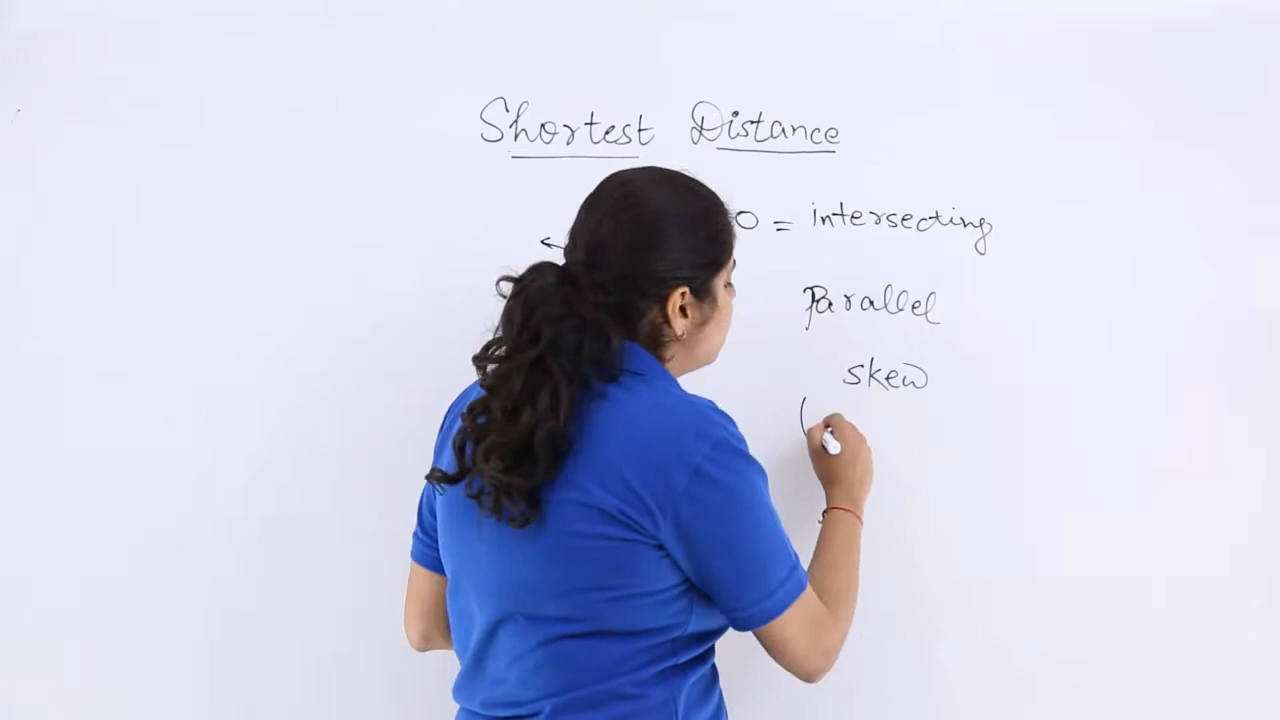 Shortest Distance
0 = intersecting
Parallel
skew
(